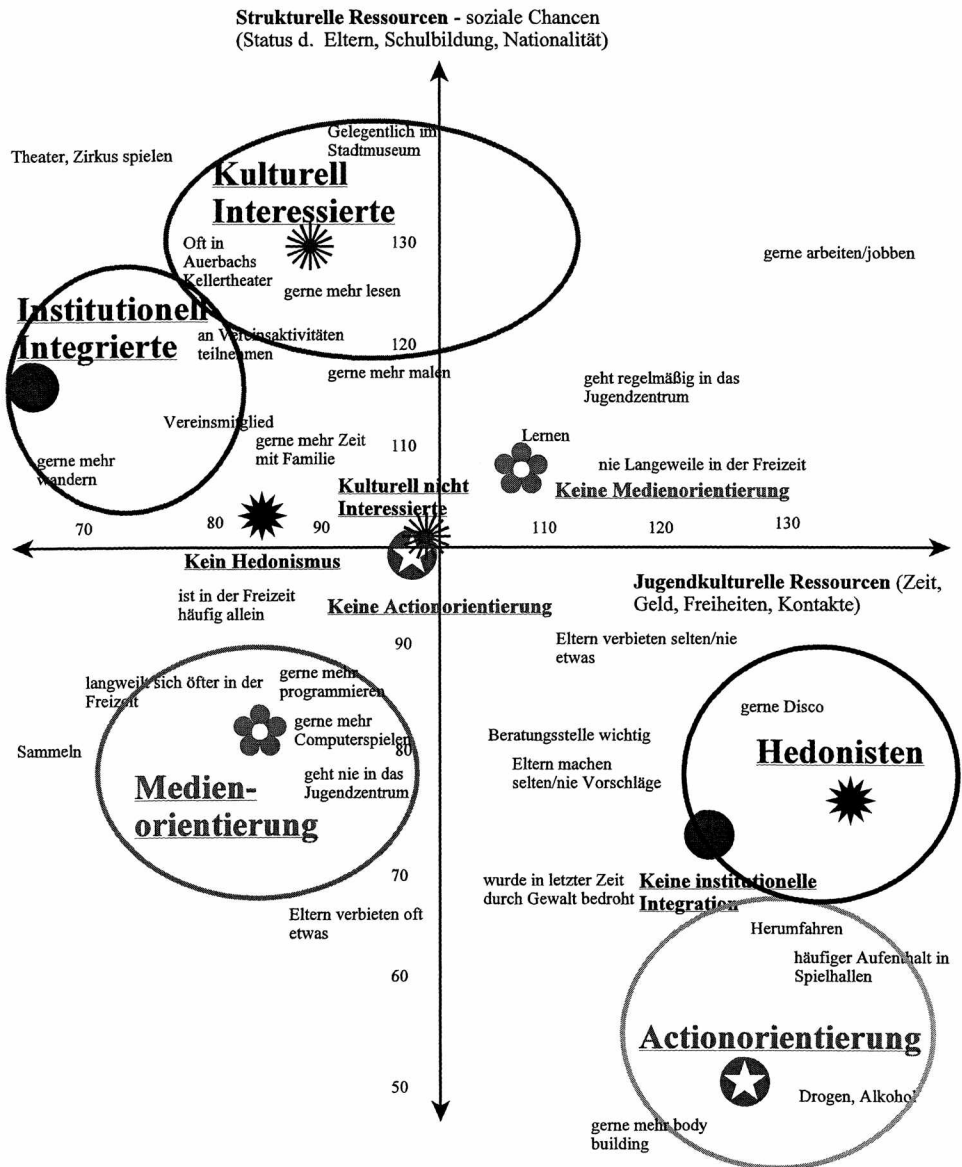 Strukturelle Ressourcen - soziale Chancen
(Status d. Eltern, Schulbildung, Nationalität)
Theater, Zirkus spielen
Gelegentlich im
Stadtmuseum
Kulturell
Interessierte
Oft in
Auerbachs
Kellertheater
130
gerne arbeiten/jobben
gerne mehr lesen
Institutionell
Integrierte
an Vereinsaktivitäten
teilnehmen
120
gerne mehr malen
geht regelmäßig in das
Jugendzentrum
Vereinsmitglied
gerne mehr Zeit
mit Familie
110
Lernen
gerne mehr
wandern
nie Langeweile in der Freizeit
Kulturell nicht
Interessierte
Keine Medienorientierung
70
80
90
110
120
130
Kein Hedonismus
Jugendkulturelle Ressourcen (Zeit,
Geld, Freiheiten, Kontakte)
ist in der Freizeit
häufig allein
Keine Actionorientierung
90
Eltern verbieten selten/nie
etwas
langweilt sich öfter in der
Freizeit
gerne mehr
programmieren
gerne Disco
gerne mehr
Computerspielen
Sammeln
80
Beratungsstelle wichtig
Hedonisten
Eltern machen
selten/nie Vorschläge
geht nie in das
Jugendzentrum
Medien-
orientierung
70
wurde in letzter Zeit
durch Gewalt bedroht
Keine institutionelle
Integration
Eltern verbieten oft
etwas
Herumfahren
häufiger Aufenthalt in
Spielhallen
60
Actionorientierung
50
Drogen, Alkohol
gerne mehr body
building